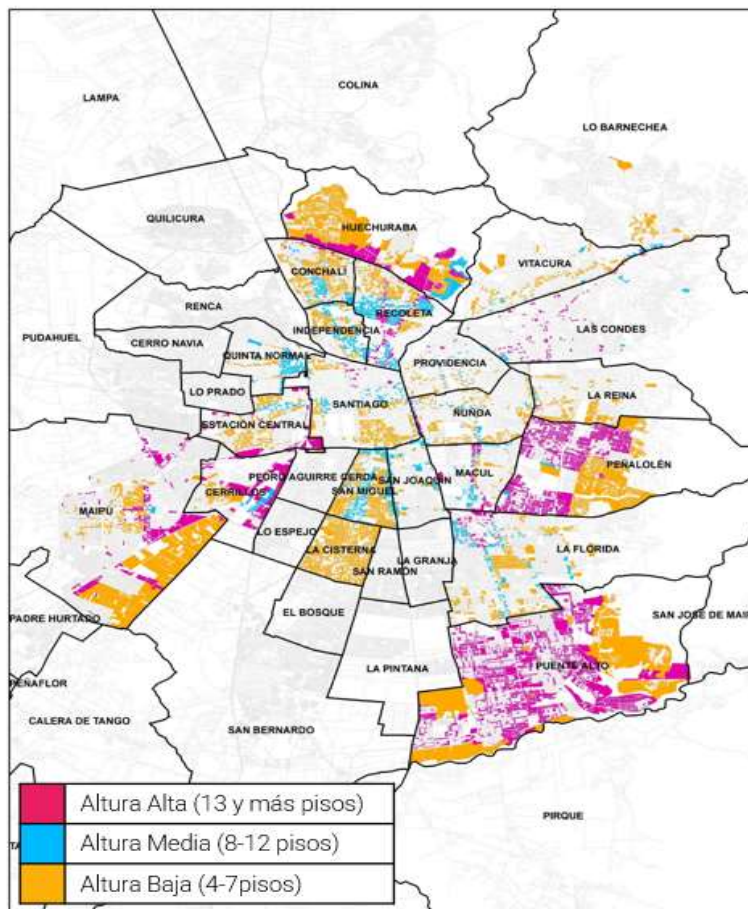 COLINA
LAMPA
LO BARNECHEA
QUILICURA
HUECHURABA
VITACURA
CONCHALÍ
RENCA
RECOLETA
INDEPENDENCIA
LAS CONDES
PUDAHUEL
CERRO NAVIA
QUINTA NORMAL
PROVIDENCIA
LO PRADO
LA REINA
SANTIAGO
ÑUÑOA
ESTACIÓN CENTRAL
PEÑALOLÉN
PEDRO AGUIRRE CERDA
SAN JOAQUÍN
MACUL
CERRILLOS
SAN MIGUEL
MAIPÚ
LO ESPEJO
LA CISTERNA
LA GRANJA
LA FLORIDA
SAN RAMÓN
PADRE HURTADO
EL BOSQUE
SAN JOSÉ DE MAI
PUENTE ALTO
LA PINTANA
PEÑAFLOR
CALERA DE TANGO
SAN BERNARDO
Altura Alta (13 y más pisos)
PIRQUE
Altura Media (8-12 pisos)
TA
Altura Baja (4-7pisos)